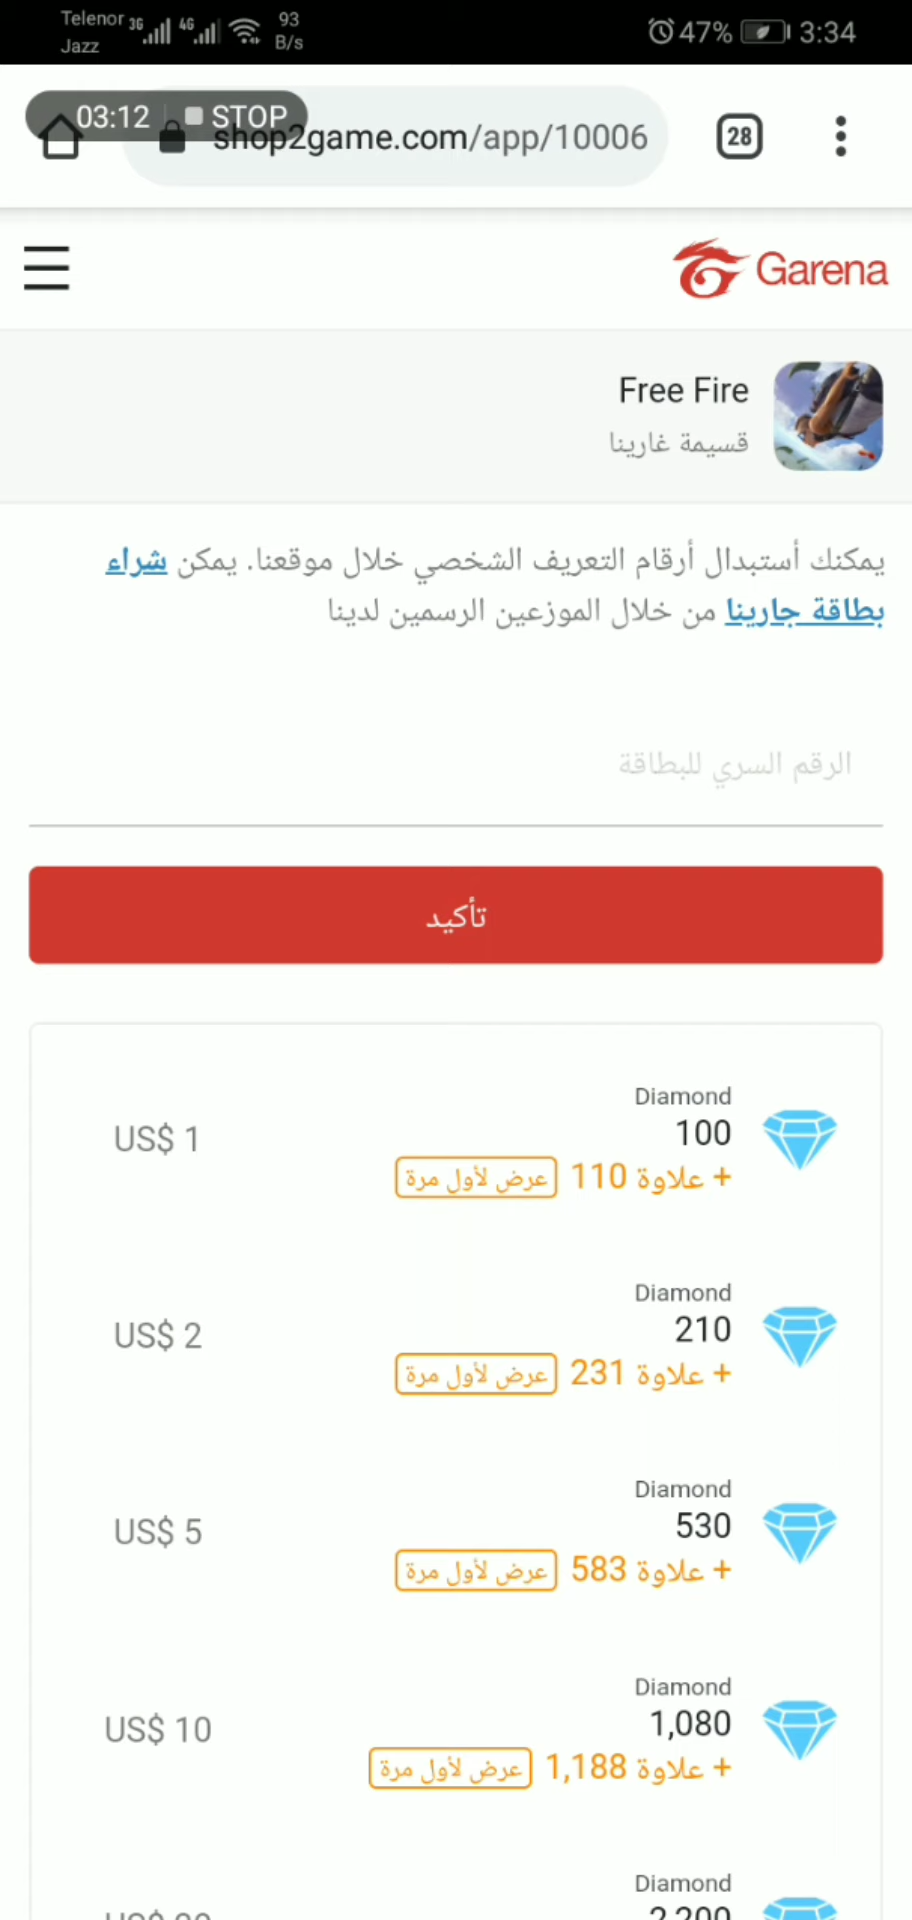 Telenor 3G 4G 93 47% 3:34
Jazz B/s
03:12 STOP
shop2game.com/app/10006 28
Garena
Free Fire
قسيمة غارينا
يمكنك أستبدال أرقام التعريف الشخصي خلال موقعنا. يمكن شراء
بطاقة جارينا من خلال الموزعين الرسمين لدينا
الرقم السري للبطاقة
تأكيد
Diamond
100
US$ 1
+ علاوة 110 عرض لأول مرة
Diamond
210
US$ 2
+ علاوة 231 عرض لأول مرة
Diamond
530
US$ 5
+ علاوة 583 عرض لأول مرة
Diamond
1,080
US$ 10
+ علاوة 1,188 عرض لأول مرة
Diamond
2,200